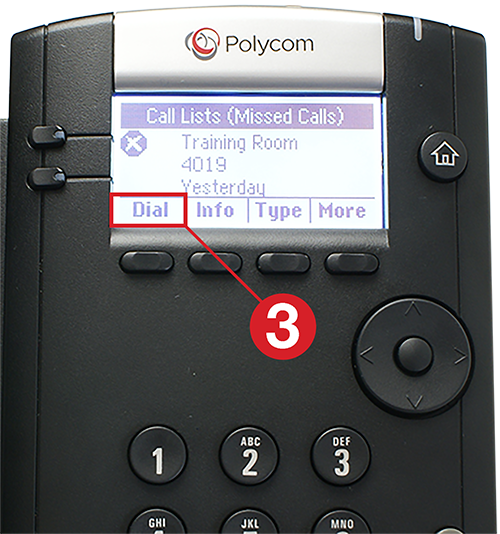 Polycom
Call Lists (Missed Calls)
Training Room
4019
Yesterday
Dial Info Type More
3
1
ABC
2
DEF
3
GHI
JKL
MNO